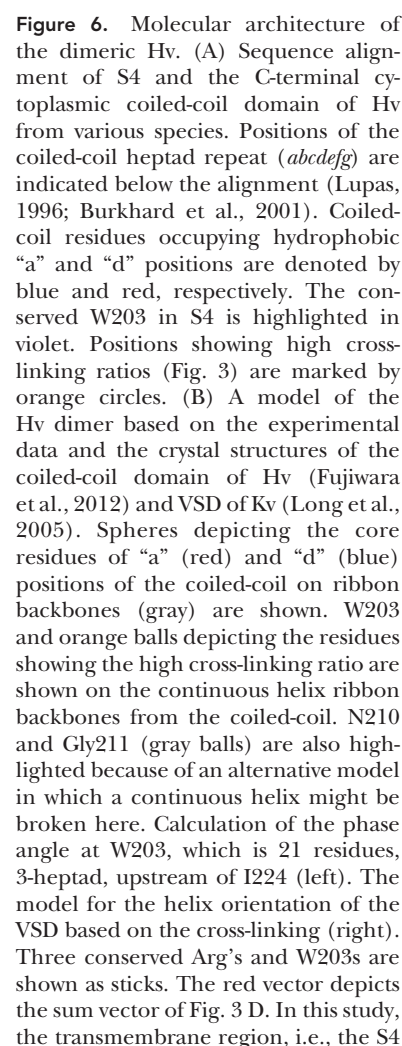 Figure 6. Molecular architecture of
the dimeric Hv. (A) Sequence align-
ment of S4 and the C-terminal cy-
toplasmic coiled-coil domain of Hv
from various species. Positions of the
coiled-coil heptad repeat (abcdefg) are
indicated below the alignment (Lupas,
1996; Burkhard et al., 2001). Coiled-
coil residues occupying hydrophobic
“a” and “d” positions are denoted by
blue and red, respectively. The con-
served W203 in S4 is highlighted in
violet. Positions showing high cross-
linking ratios (Fig. 3) are marked by
orange circles. (B) A model of the
Hv dimer based on the experimental
data and the crystal structures of the
coiled-coil domain of Hv (Fujiwara
et al., 2012) and VSD of Kv (Long et al.,
2005). Spheres depicting the core
residues of “a” (red) and “d” (blue)
positions of the coiled-coil on ribbon
backbones (gray) are shown. W203
and orange balls depicting the residues
showing the high cross-linking ratio are
shown on the continuous helix ribbon
backbones from the coiled-coil. N210
and Gly211 (gray balls) are also high-
lighted because of an alternative model
in which a continuous helix might be
broken here. Calculation of the phase
angle at W203, which is 21 residues,
3-heptad, upstream of I224 (left). The
model for the helix orientation of the
VSD based on the cross-linking (right).
Three conserved Arg’s and W203s are
shown as sticks. The red vector depicts
the sum vector of Fig. 3 D. In this study,
the transmembrane region, i.e., the S4